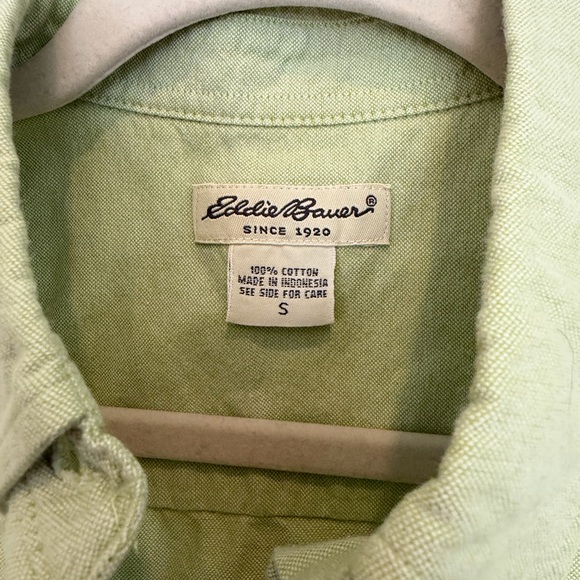 Eddie Bauer®
SINCE 1920
100% COTTON
MADE IN INDONESIA
SEE SIDE FOR CARE
S